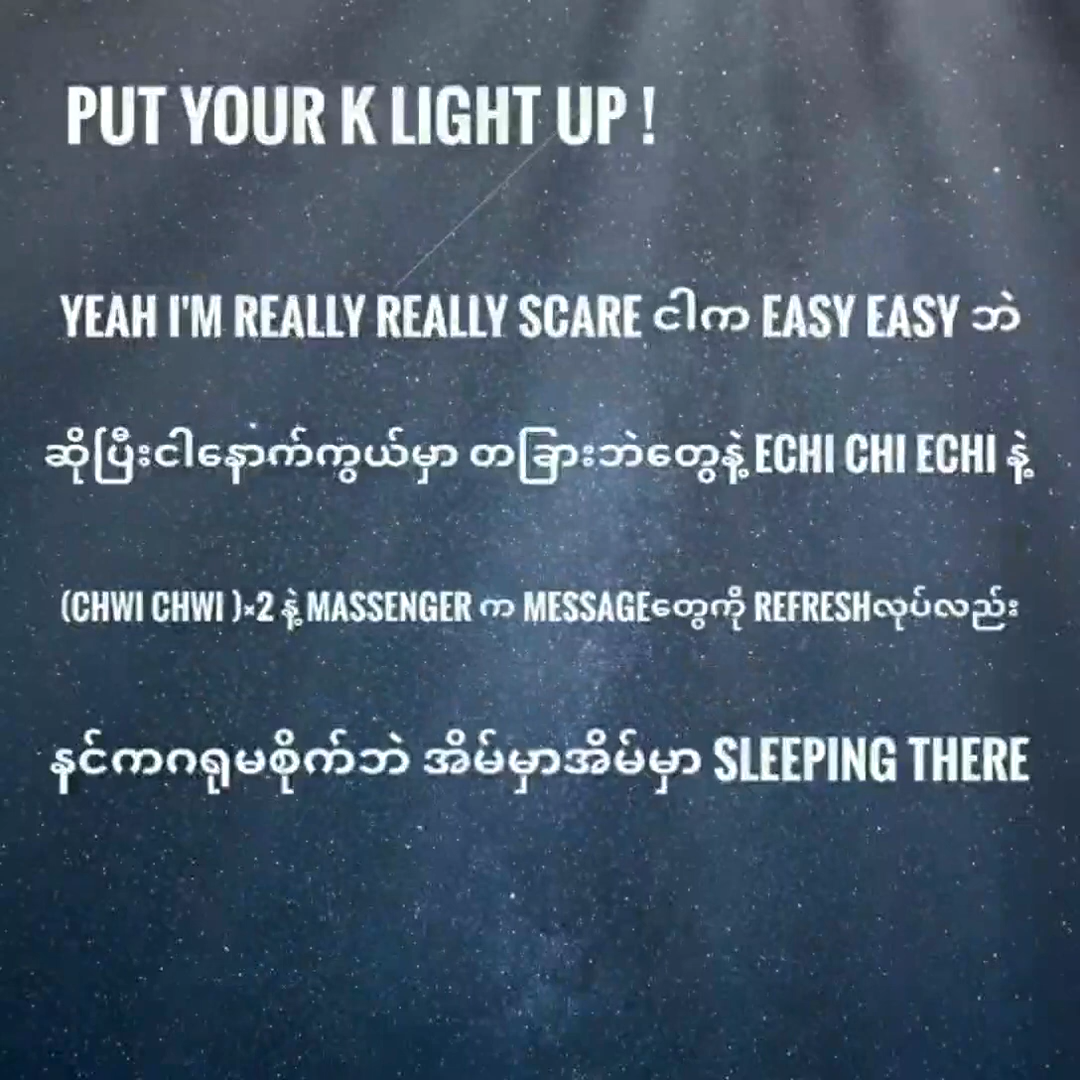 PUT YOUR K LIGHT UP !
YEAH I'M REALLY REALLY SCARE ငါက EASY EASY ဘဲ
ဆိုပြီးငါနောက်ကွယ်မှာ တခြားဘဲတွေနဲ့ ECHI CHI ECHI နဲ့
(CHWI CHWI )×2 နဲ့ MASSENGER က MESSAGEတွေကို REFRESHလုပ်လည်း
နင်ကဂရုမစိုက်ဘဲ အိမ်မှာအိမ်မှာ SLEEPING THERE